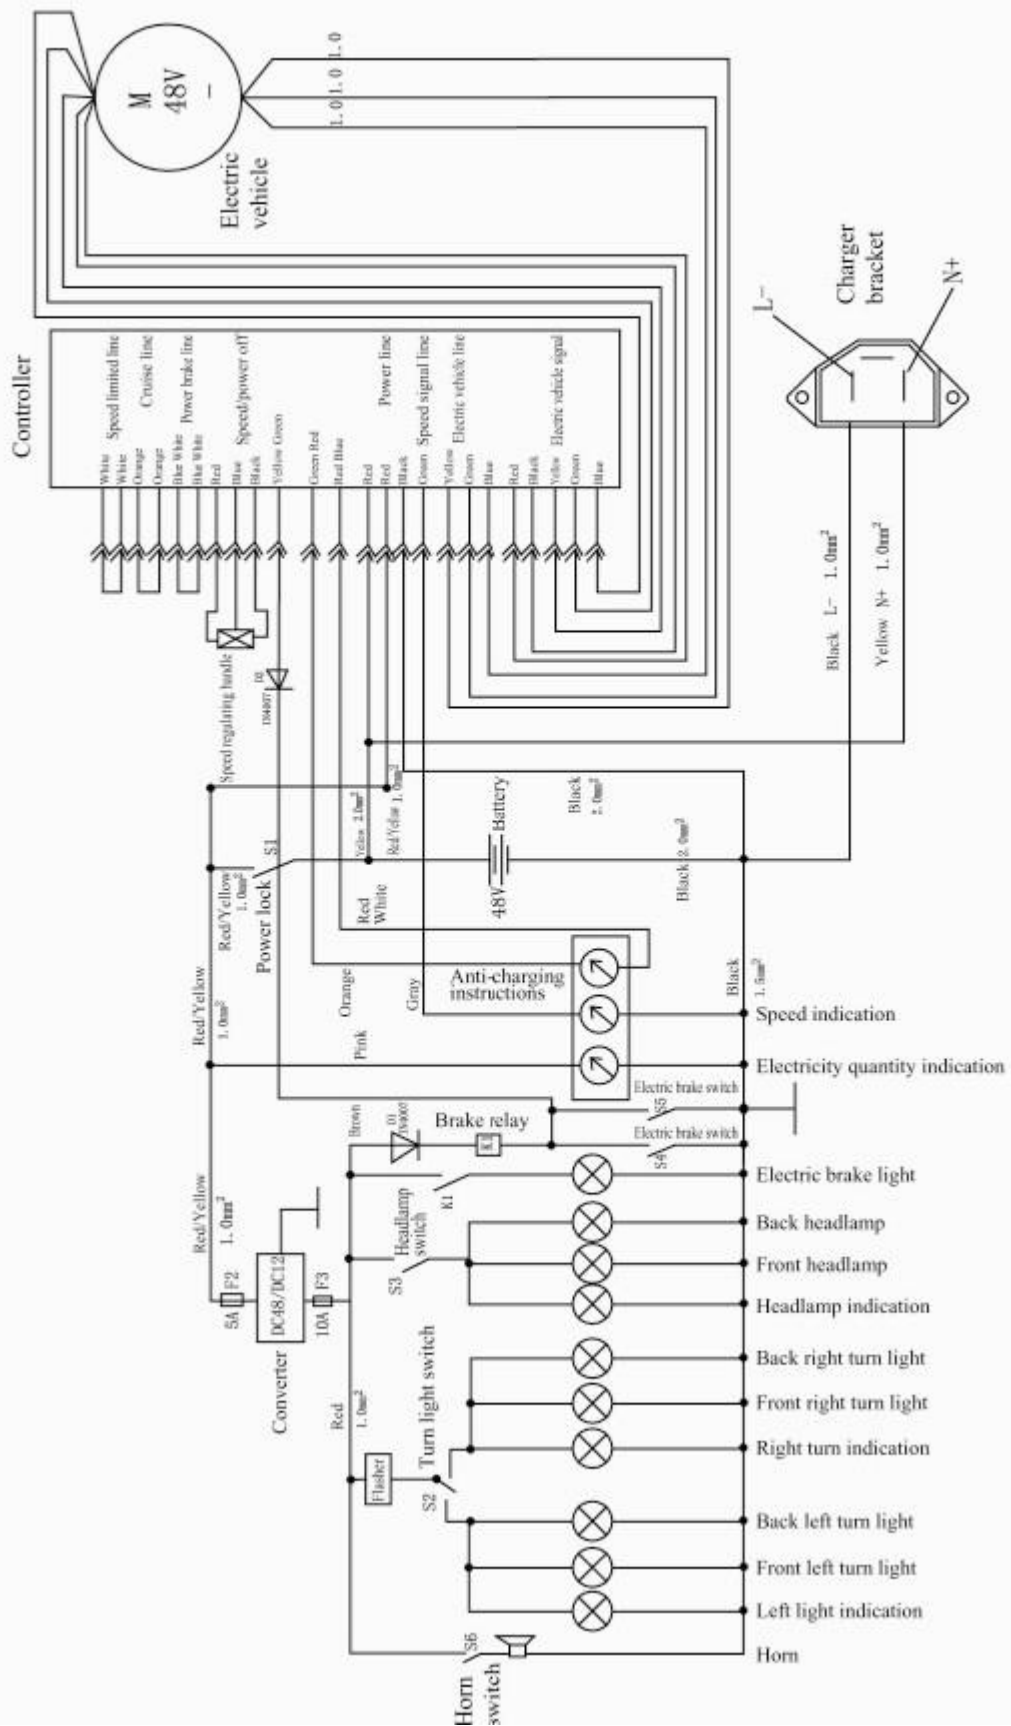 M
48V
-
1.0
1.0
1.0
Electric
vehicle
Controller
Speed limited line
Cruise line
Power brake line
Speed/power off
Power line
Speed signal line
Electric vehicle line
Electric vehicle signal
White
White
Orange
Orange
Blue White
Blue White
Red
Blue
Black
Yellow Green
Green Red
Red Blue
Red
Red
Black
Green
Yellow
Green
Blue
Red
Black
Yellow
Green
Blue
Charger
bracket
L-
N+
Black L- 1.0mm²
Yellow N+ 1.0mm²
Speed regulating handle
D2
1N4007
S1
Power lock
Red/Yellow
1.0mm²
Yellow 2.0mm²
Red/Yellow 1.0mm²
Battery
48V
Black
2.0mm²
Black 2.0mm²
Red
White
Red/Yellow
1.0mm²
Orange
Gray
Pink
Anti-charging
instructions
Black
1.5mm²
Speed indication
Electricity quantity indication
Electric brake switch
S5
Electric brake switch
S4
Brown
D1
1N4007
Brake relay
K1
Electric brake light
K1
Red/Yellow
1.0mm²
Headlamp
switch
S3
Back headlamp
Front headlamp
Headlamp indication
5A F2
DC48/DC12
10A F3
Converter
Red
1.0mm²
Turn light switch
Flasher
S2
Back right turn light
Front right turn light
Right turn indication
Back left turn light
Front left turn light
Left light indication
S6
Horn
switch
Horn